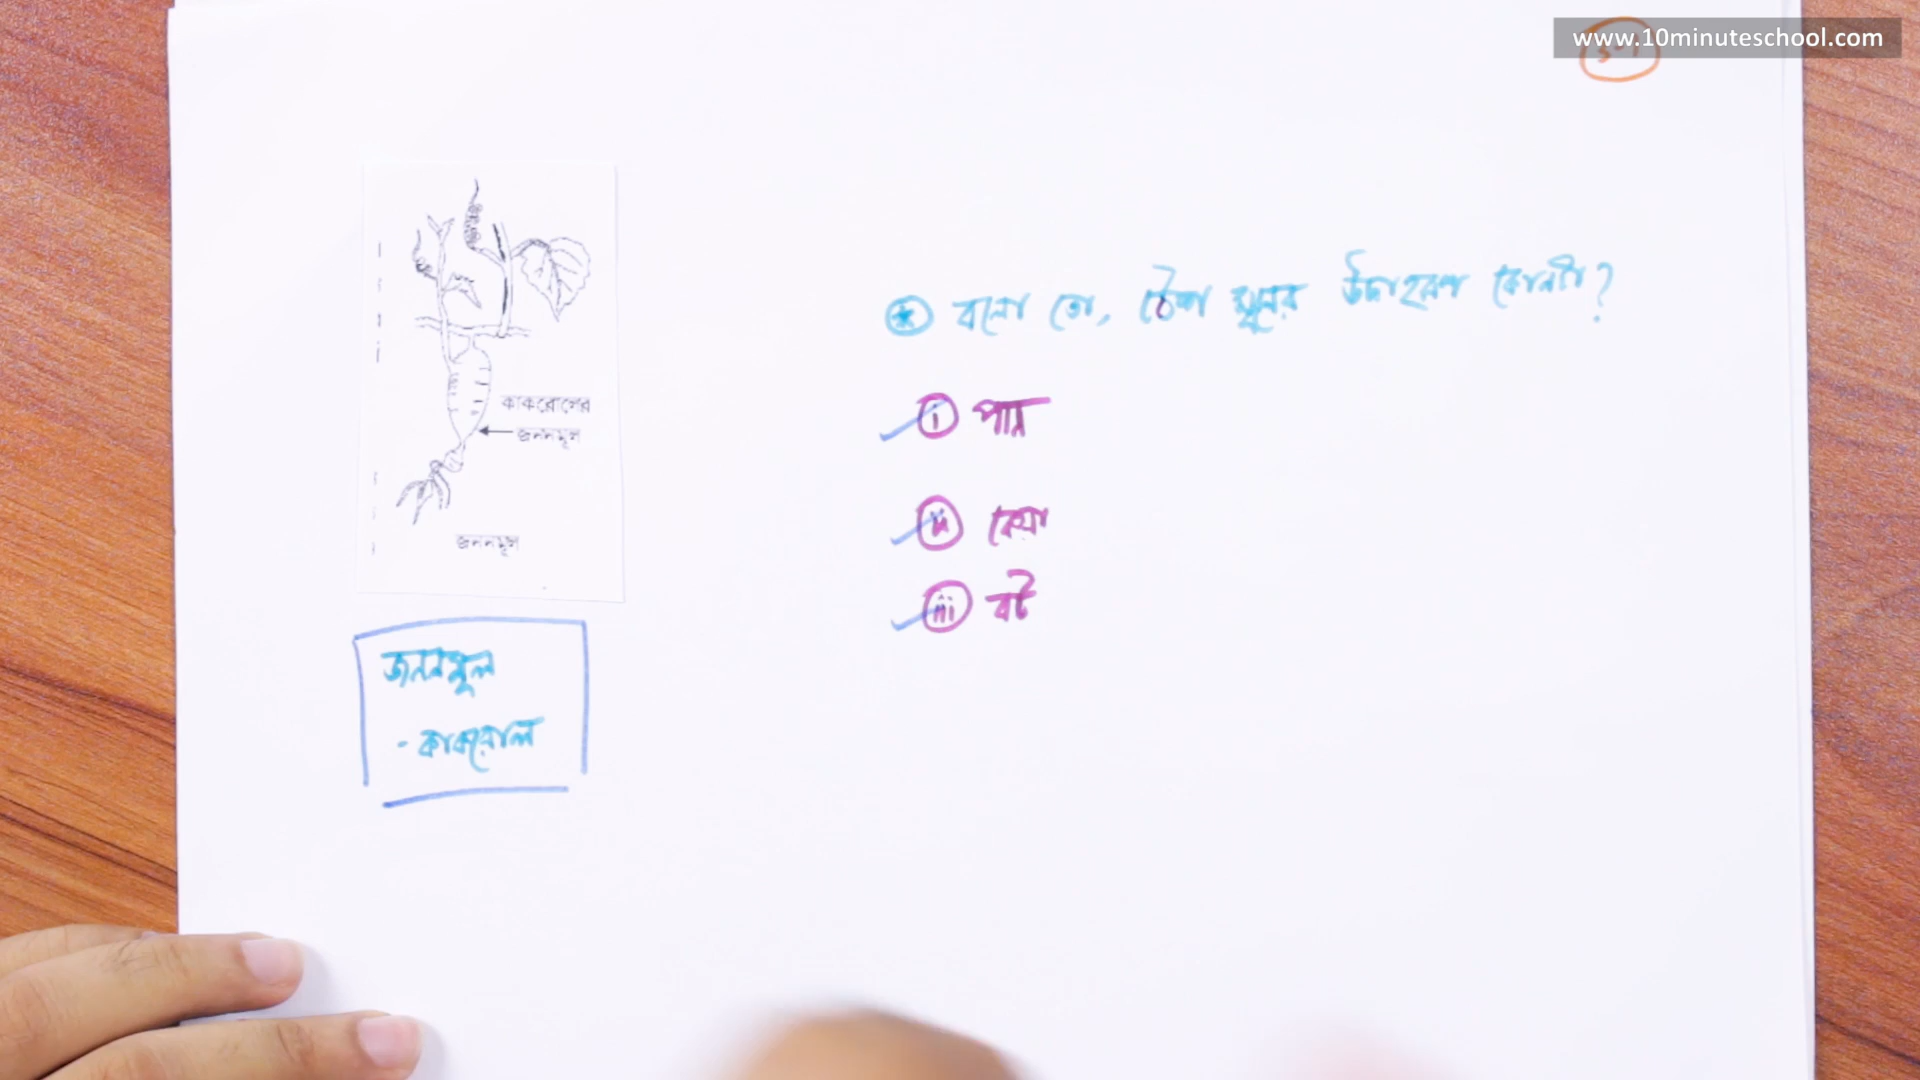 www.10minuteschool.com
কাকরোলের
জননমূল
জননমূল
জননমূল
- কাকরোল
বলো তো, ঠেশ মূলের উদাহরণ কোনটা?
i পান
ii কেয়া
iii বট